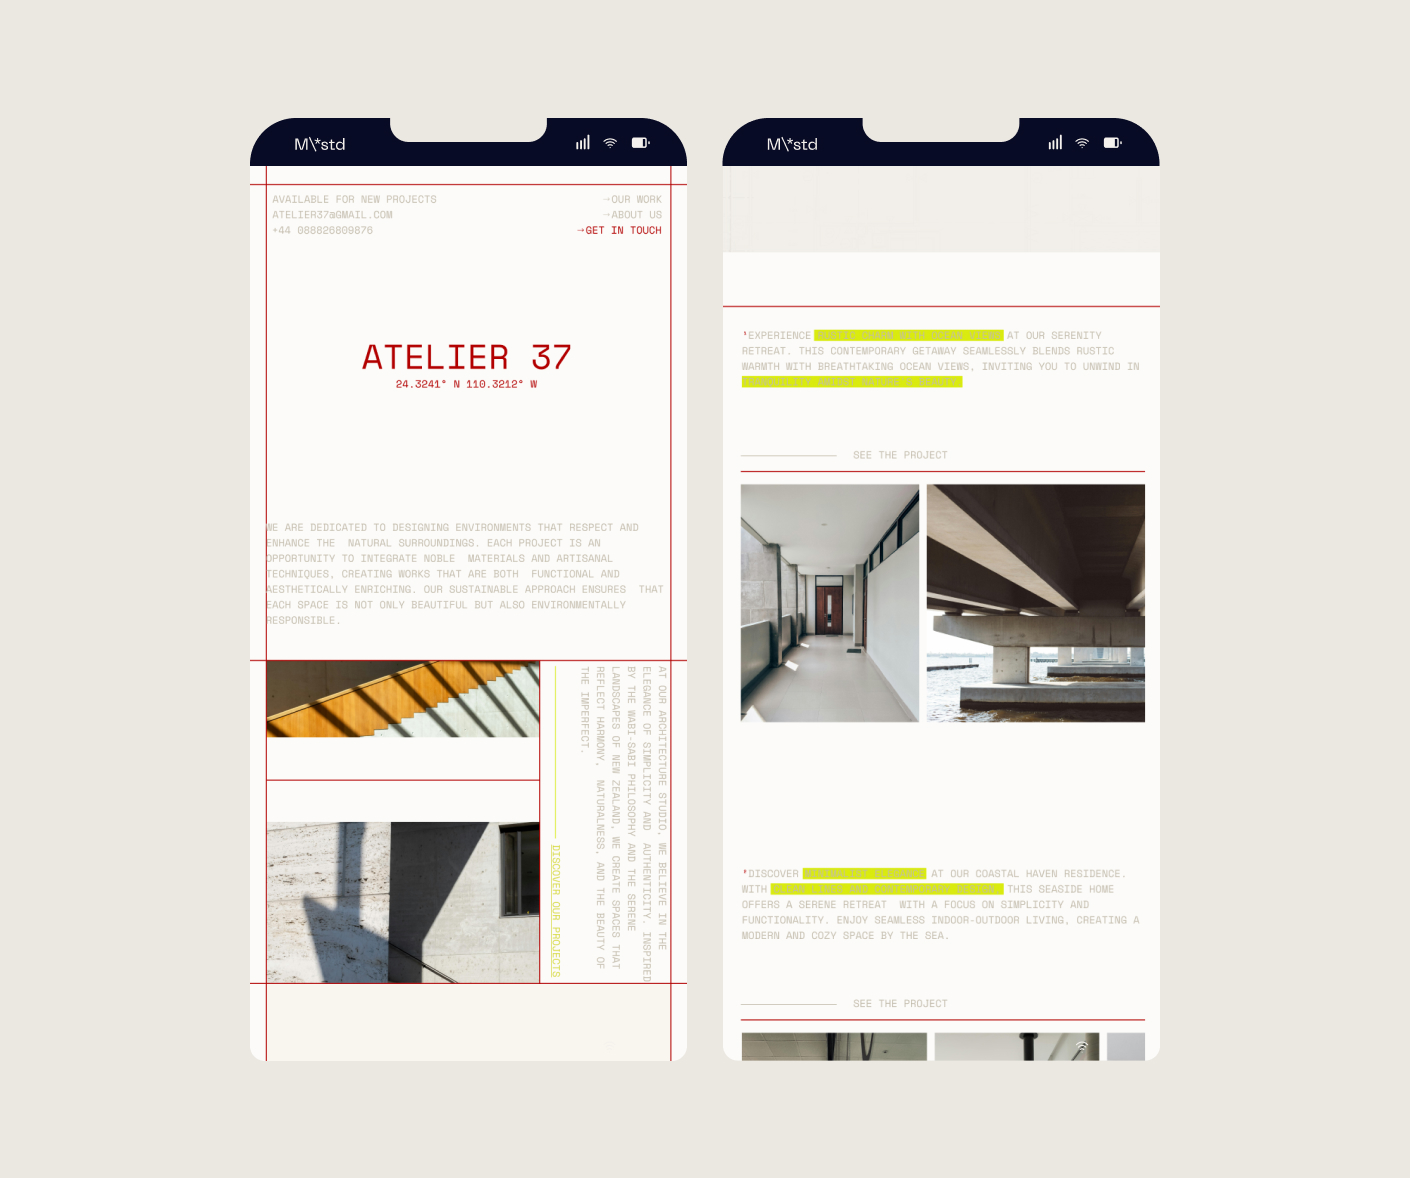 M\*std
AVAILABLE FOR NEW PROJECTS
ATELIER37@GMAIL.COM
+44 088826809876
→OUR WORK
→ABOUT US
→GET IN TOUCH
ATELIER 37
24.3241° N 110.3212° W
WE ARE DEDICATED TO DESIGNING ENVIRONMENTS THAT RESPECT AND
ENHANCE THE  NATURAL SURROUNDINGS. EACH PROJECT IS AN
OPPORTUNITY TO INTEGRATE NOBLE  MATERIALS AND ARTISANAL
TECHNIQUES, CREATING WORKS THAT ARE BOTH  FUNCTIONAL AND
AESTHETICALLY ENRICHING. OUR SUSTAINABLE APPROACH ENSURES  THAT
EACH SPACE IS NOT ONLY BEAUTIFUL BUT ALSO ENVIRONMENTALLY
RESPONSIBLE.
AT OUR ARCHITECTURE STUDIO, WE BELIEVE IN THE
ELEGANCE OF SIMPLICITY AND  AUTHENTICITY. INSPIRED
BY THE WABI-SABI PHILOSOPHY AND THE SERENE
LANDSCAPES OF NEW ZEALAND, WE CREATE SPACES THAT
REFLECT HARMONY,  NATURALNESS, AND THE BEAUTY OF
THE IMPERFECT.
DISCOVER OUR PROJECTS
M\*std
'EXPERIENCE RUSTIC CHARM WITH OCEAN VIEWS AT OUR SERENITY
RETREAT. THIS CONTEMPORARY GETAWAY SEAMLESSLY BLENDS RUSTIC
WARMTH WITH BREATHTAKING OCEAN VIEWS, INVITING YOU TO UNWIND IN
TRANQUILITY AMIDST NATURE'S BEAUTY.
SEE THE PROJECT
'DISCOVER MINIMALIST ELEGANCE AT OUR COASTAL HAVEN RESIDENCE.
WITH CLEAN LINES AND CONTEMPORARY DESIGN, THIS SEASIDE HOME
OFFERS A SERENE RETREAT  WITH A FOCUS ON SIMPLICITY AND
FUNCTIONALITY. ENJOY SEAMLESS INDOOR-OUTDOOR LIVING, CREATING A
MODERN AND COZY SPACE BY THE SEA.
SEE THE PROJECT